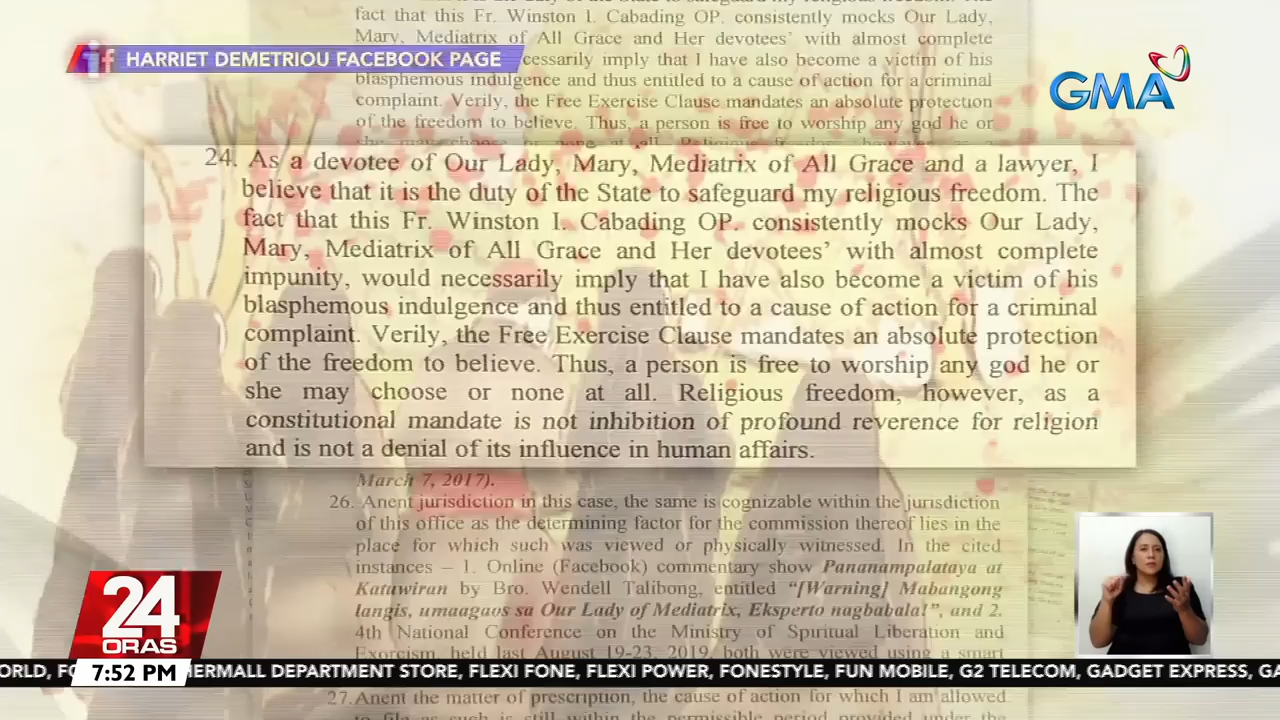 fact that this Fr. Winston I. Cabading OP. consistently mocks Our Lady,
Mary, Mediatrix of All Grace and Her devotees' with almost complete
HARRIET DEMETRIOU FACEBOOK PAGE
cessarily imply that I have also become a victim of his
blasphemous indulgence and thus entitled to a cause of action for a criminal
complaint. Verily, the Free Exercise Clause mandates an absolute protection
of the freedom to believe. Thus, a person is free to worship any god he or
GMA
24. As a devotee of Our Lady, Mary, Mediatrix of All Grace and a lawyer, I
believe that it is the duty of the State to safeguard my religious freedom. The
fact that this Fr. Winston I. Cabading OP. consistently mocks Our Lady,
Mary, Mediatrix of All Grace and Her devotees' with almost complete
impunity, would necessarily imply that I have also become a victim of his
blasphemous indulgence and thus entitled to a cause of action for a criminal
complaint. Verily, the Free Exercise Clause mandates an absolute protection
of the freedom to believe. Thus, a person is free to worship any god he or
she may choose or none at all. Religious freedom, however, as a
constitutional mandate is not inhibition of profound reverence for religion
and is not a denial of its influence in human affairs.
March 7, 2017).
26. Anent jurisdiction in this case, the same is cognizable within the jurisdiction
of this office as the determining factor for the commission thereof lies in the
place for which such was viewed or physically witnessed. In the cited
instances – 1. Online (Facebook) commentary show Pananampalataya at
Katuwiran by Bro. Wendell Talibong, entitled "[Warning] Mabangong
langis, umaagaos sa Our Lady of Mediatrix, Eksperto nagbabala!", and 2.
4th National Conference on the Ministry of Spiritual Liberation and
Exorcism, held last August 19-23, 2019, both were viewed using a smart
24
ORAS
7:52 PM
ORLD, FO
HERMALL DEPARTMENT STORE, FLEXI FONE, FLEXI POWER, FONESTYLE, FUN MOBILE, G2 TELECOM, GADGET EXPRESS, GA
27. Anent the matter of prescription, the cause of action for which I am allowed